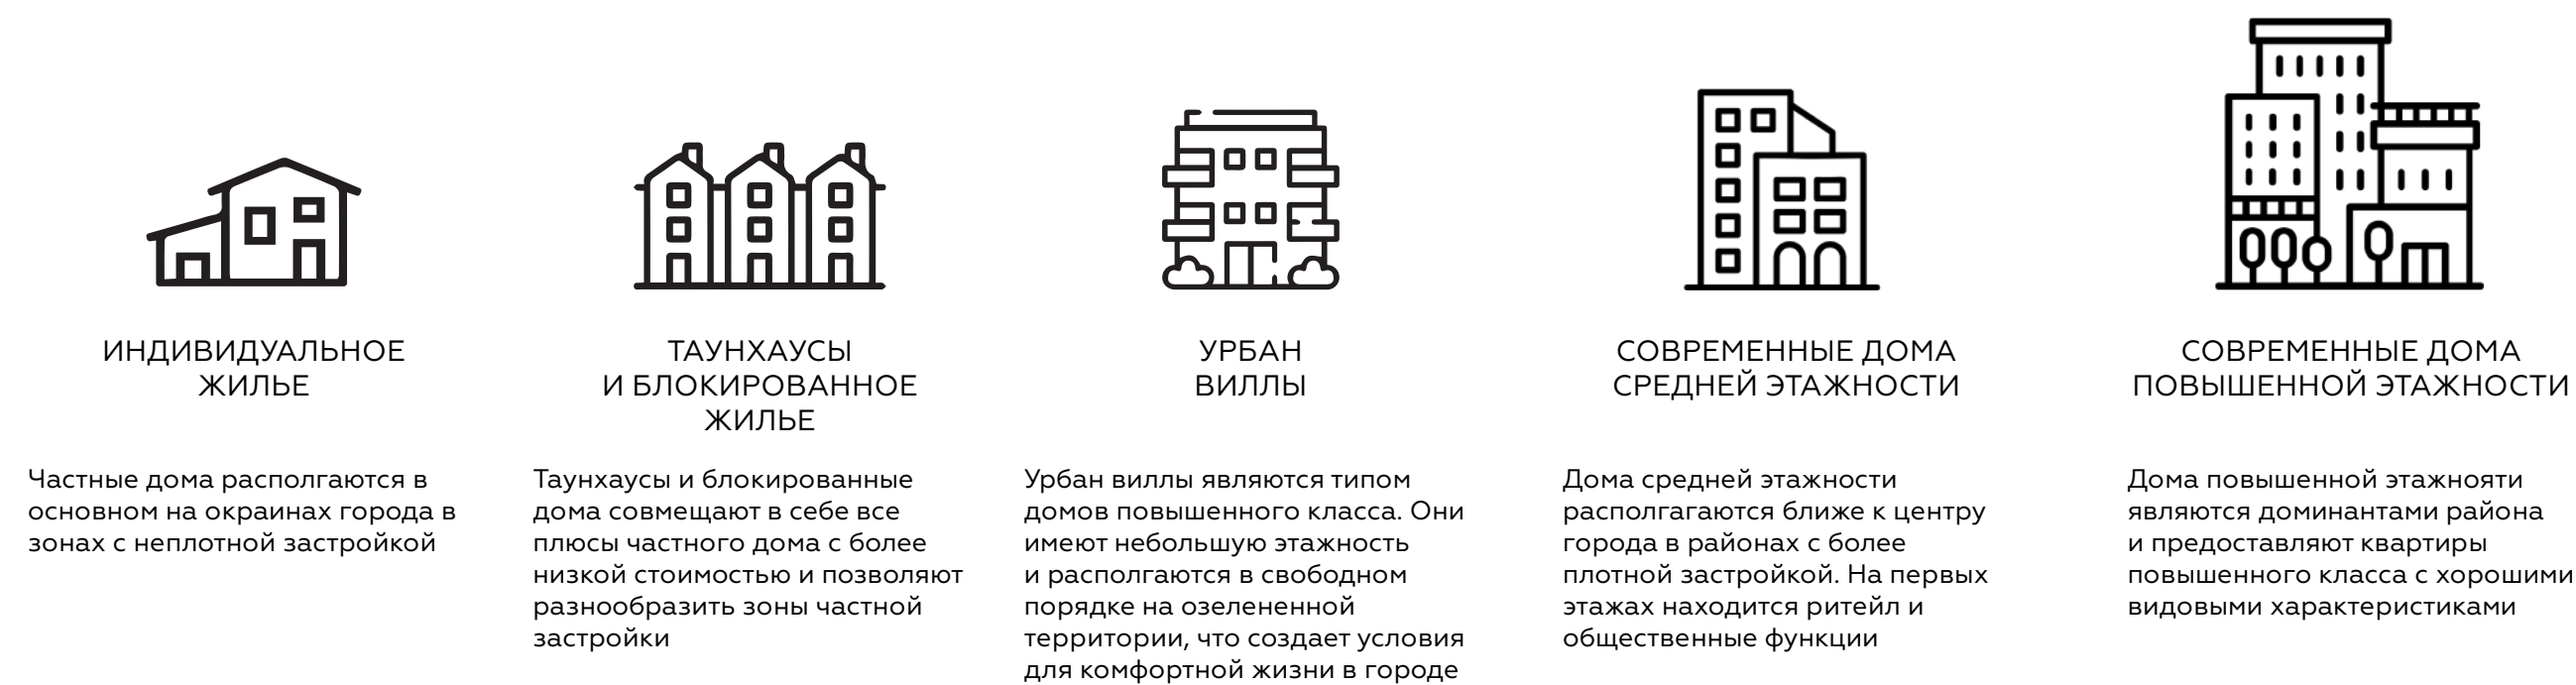 ИНДИВИДУАЛЬНОЕ
ЖИЛЬЕ
Частные дома располгаются в
основном на окраинах города в
зонах с неплотной застройкой
ТАУНХАУСЫ
И БЛОКИРОВАННОЕ
ЖИЛЬЕ
Таунхаусы и блокированные
дома совмещают в себе все
плюсы частного дома с более
низкой стоимостью и позволяют
разнообразить зоны частной
застройки
УРБАН
ВИЛЛЫ
Урбан виллы являются типом
домов повышенного класса. Они
имеют небольшую этажность
и располгаются в свободном
порядке на озелененной
территории, что создает условия
для комфортной жизни в городе
СОВРЕМЕННЫЕ ДОМА
СРЕДНЕЙ ЭТАЖНОСТИ
Дома средней этажности
располгагаются ближе к центру
города в районах с более
плотной застройкой. На первых
этажах находится ритейл и
общественные функции
СОВРЕМЕННЫЕ ДОМА
ПОВЫШЕННОЙ ЭТАЖНОСТИ
Дома повышенной этажнояти
являются доминантами района
и предоставляют квартиры
повышенного класса с хорошими
видовыми характеристиками